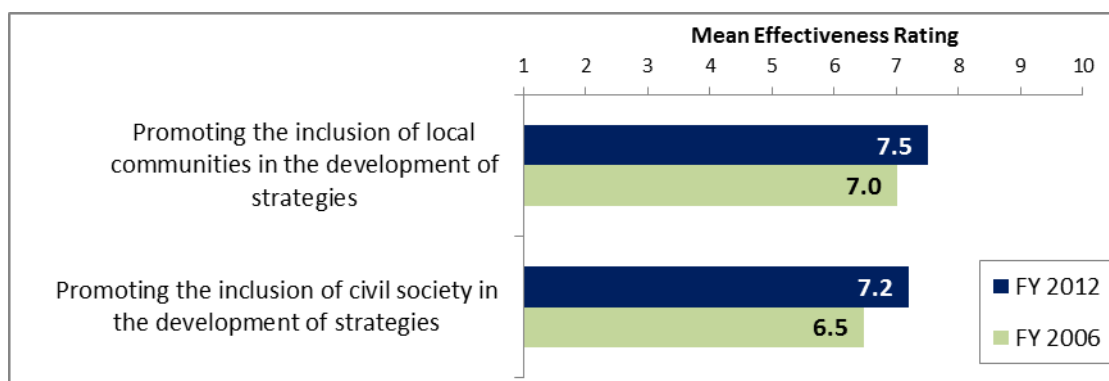 Mean Effectiveness Rating
1 2 3 4 5 6 7 8 9 10
Promoting the inclusion of local
communities in the development of
strategies
7.5
7.0
Promoting the inclusion of civil society in
the development of strategies
7.2
6.5
FY 2012
FY 2006